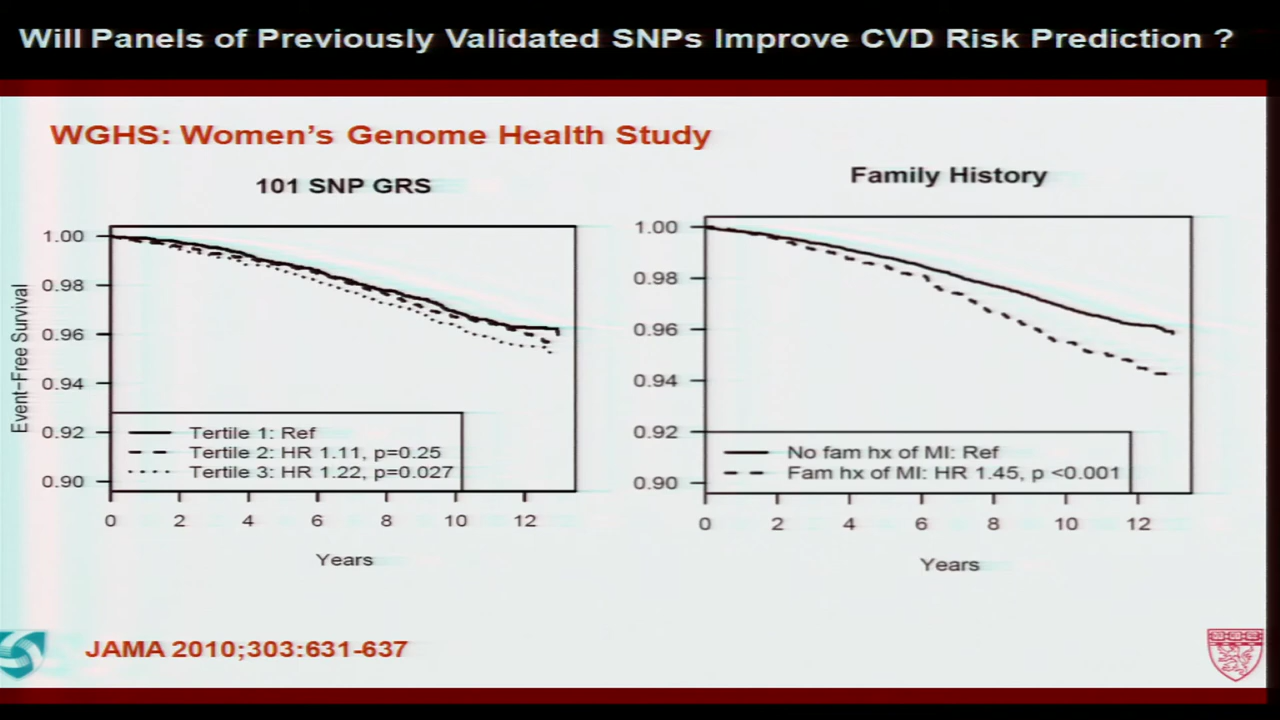 Will Panels of Previously Validated SNPs Improve CVD Risk Prediction ?
WGHS: Women's Genome Health Study
101 SNP GRS
Event-Free Survival
1.00
0.98
0.96
0.94
0.92
0.90
Tertile 1: Ref
Tertile 2: HR 1.11, p=0.25
Tertile 3: HR 1.22, p=0.027
0 2 4 6 8 10 12
Years
Family History
1.00
0.98
0.96
0.94
0.92
0.90
No fam hx of MI: Ref
Fam hx of MI: HR 1.45, p <0.001
0 2 4 6 8 10 12
Years
JAMA 2010;303:631-637